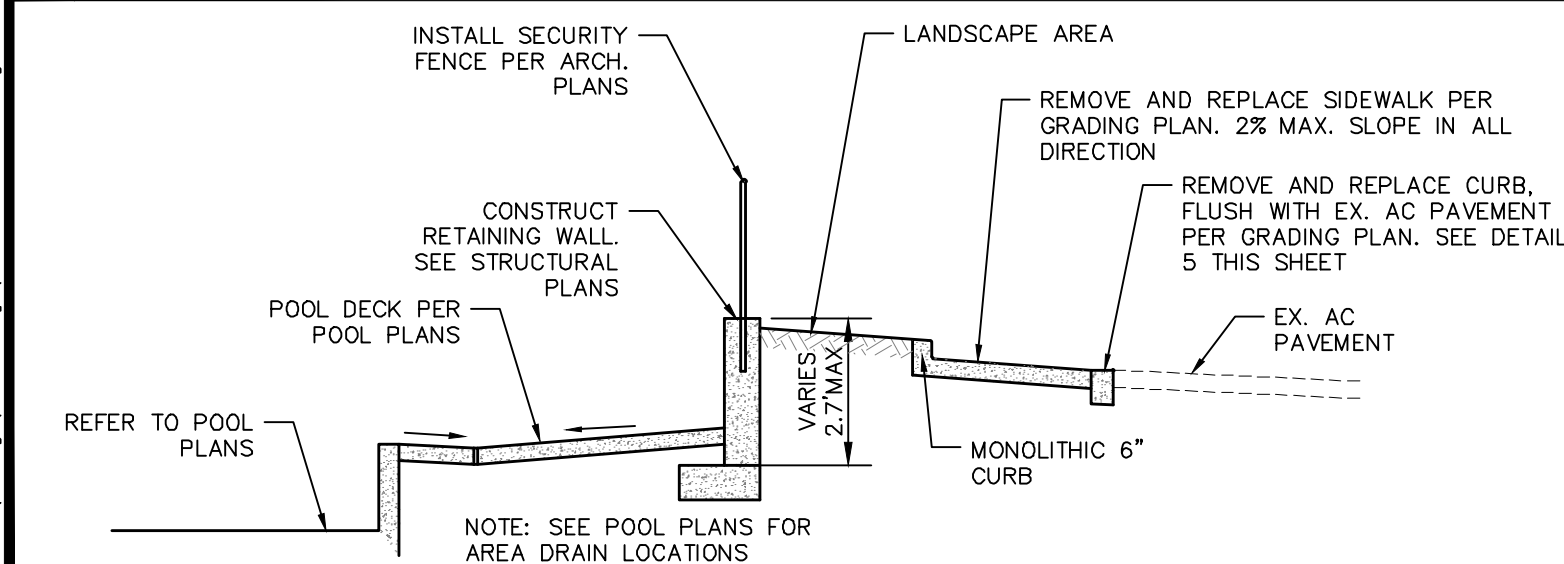 INSTALL SECURITY
FENCE PER ARCH.
PLANS
LANDSCAPE AREA
REMOVE AND REPLACE SIDEWALK PER
GRADING PLAN. 2% MAX. SLOPE IN ALL
DIRECTION
REMOVE AND REPLACE CURB,
FLUSH WITH EX. AC PAVEMENT
PER GRADING PLAN. SEE DETAIL
5 THIS SHEET
CONSTRUCT
RETAINING WALL.
SEE STRUCTURAL
PLANS
POOL DECK PER
POOL PLANS
EX. AC
PAVEMENT
VARIES
2.7'MAX
REFER TO POOL
PLANS
MONOLITHIC 6"
CURB
NOTE: SEE POOL PLANS FOR
AREA DRAIN LOCATIONS